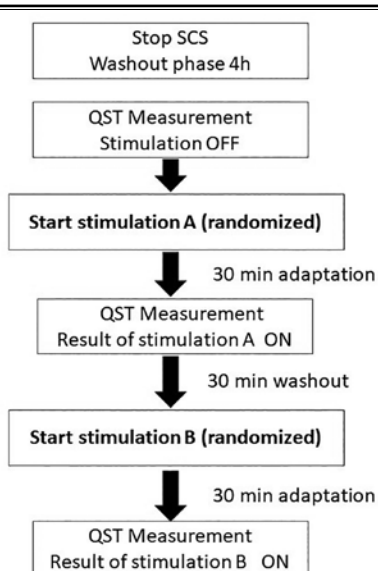 Stop SCS
Washout phase 4h
QST Measurement
Stimulation OFF
Start stimulation A (randomized)
30 min adaptation
QST Measurement
Result of stimulation A ON
30 min washout
Start stimulation B (randomized)
30 min adaptation
QST Measurement
Result of stimulation B ON